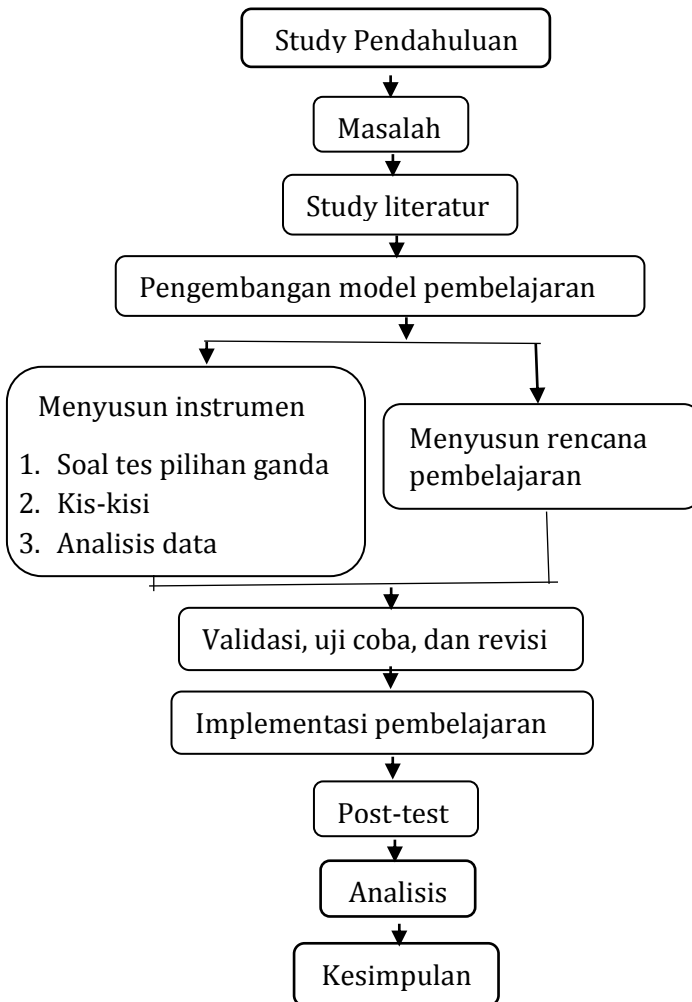 Study Pendahuluan
Masalah
Study literatur
Pengembangan model pembelajaran
Menyusun instrumen
1. Soal tes pilihan ganda
2. Kis-kisi
3. Analisis data
Menyusun rencana
pembelajaran
Validasi, uji coba, dan revisi
Implementasi pembelajaran
Post-test
Analisis
Kesimpulan